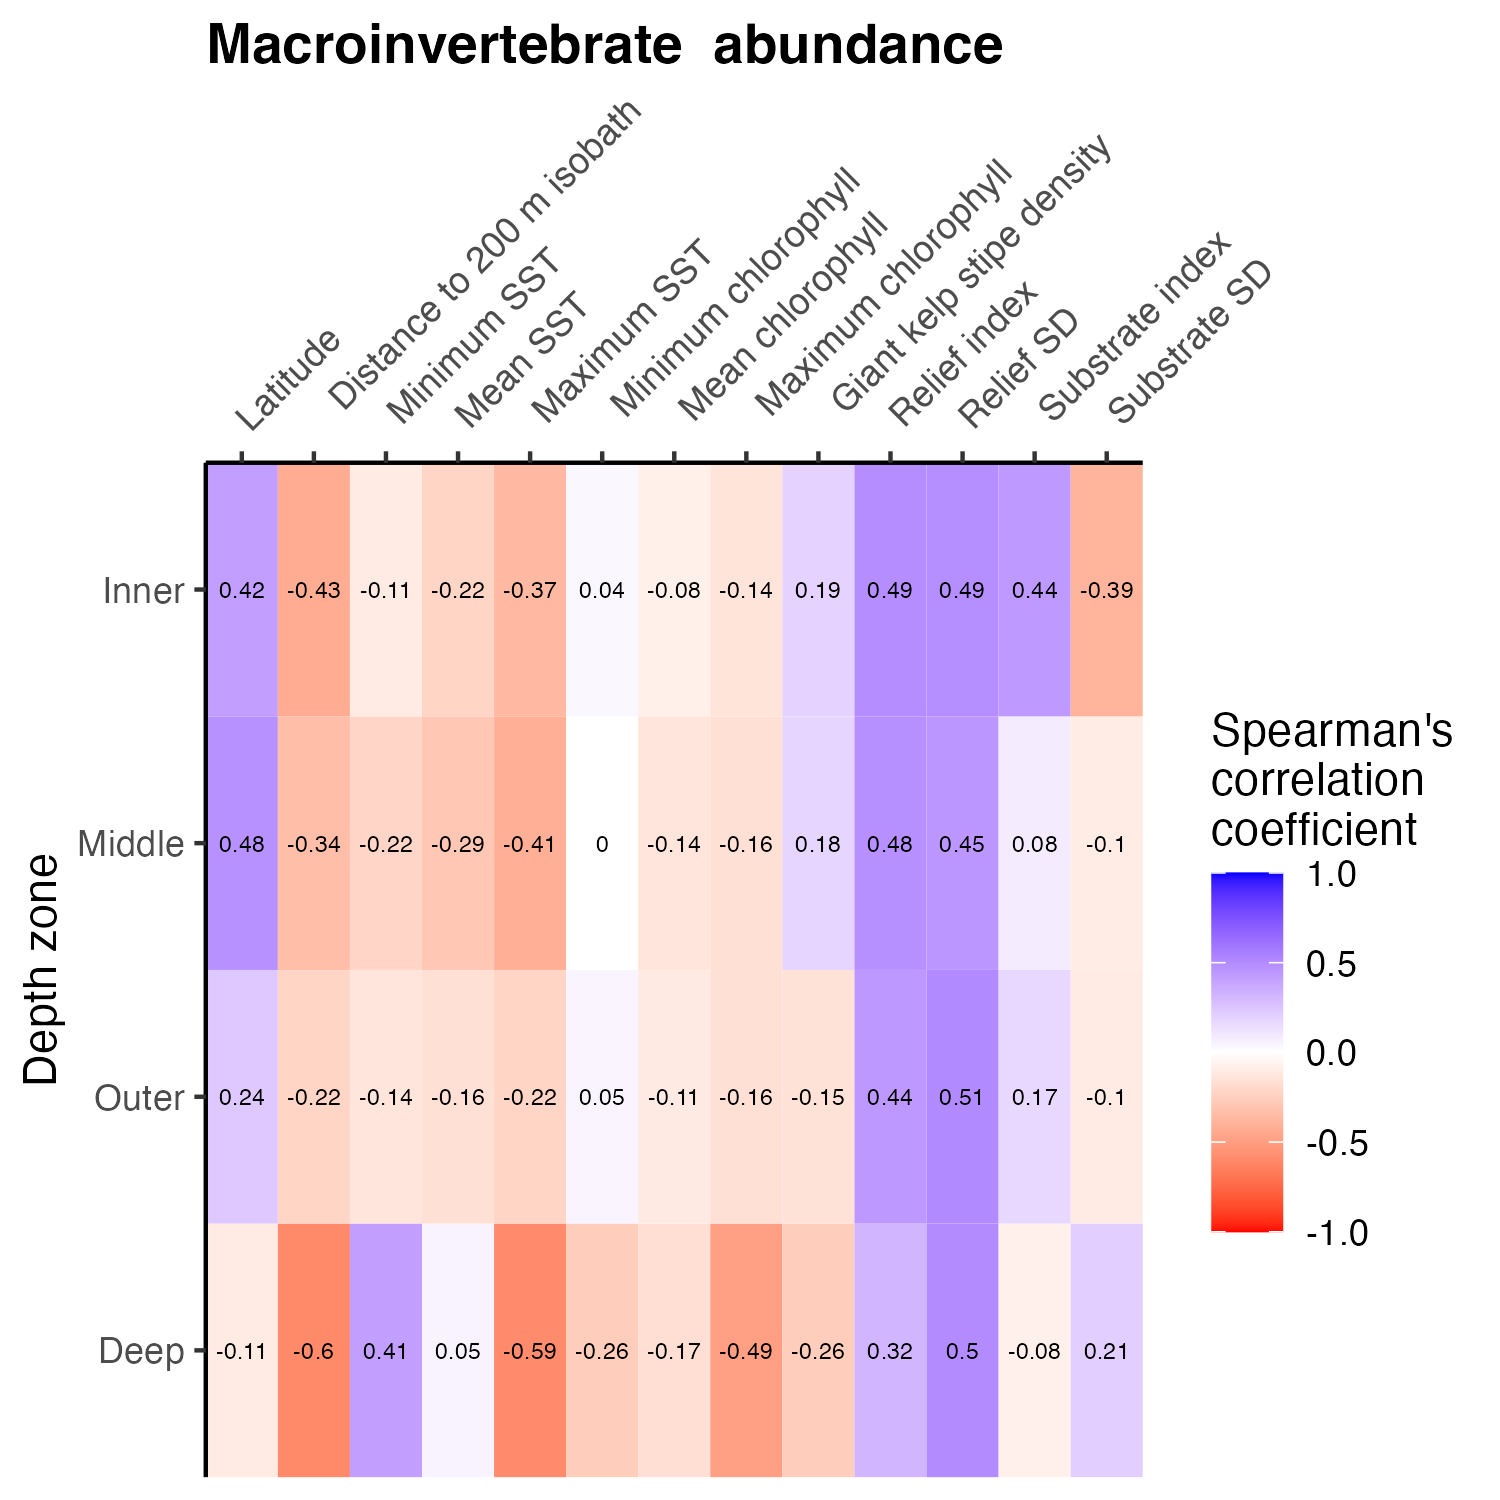 Macroinvertebrate  abundance
Latitude
Distance to 200 m isobath
Minimum SST
Mean SST
Maximum SST
Minimum chlorophyll
Mean chlorophyll
Maximum chlorophyll
Giant kelp stipe density
Relief index
Relief SD
Substrate index
Substrate SD
Depth zone
Inner 0.42 -0.43 -0.11 -0.22 -0.37 0.04 -0.08 -0.14 0.19 0.49 0.49 0.44 -0.39
Middle 0.48 -0.34 -0.22 -0.29 -0.41 0 -0.14 -0.16 0.18 0.48 0.45 0.08 -0.1
Outer 0.24 -0.22 -0.14 -0.16 -0.22 0.05 -0.11 -0.16 -0.15 0.44 0.51 0.17 -0.1
Deep -0.11 -0.6 0.41 0.05 -0.59 -0.26 -0.17 -0.49 -0.26 0.32 0.5 -0.08 0.21
Spearman's
correlation
coefficient
1.0
0.5
0.0
-0.5
-1.0